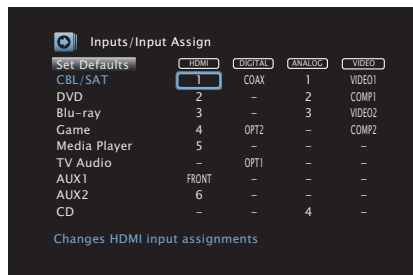 Inputs/Input Assign
Set Defaults HDMI DIGITAL ANALOG VIDEO
CBL/SAT 1 COAX 1 VIDEO1
DVD 2 – 2 COMP1
Blu-ray 3 – 3 VIDEO2
Game 4 OPT2 – COMP2
Media Player 5 – – –
TV Audio – OPT1 – –
AUX1 FRONT – – –
AUX2 6 – – –
CD – – 4 –
Changes HDMI input assignments